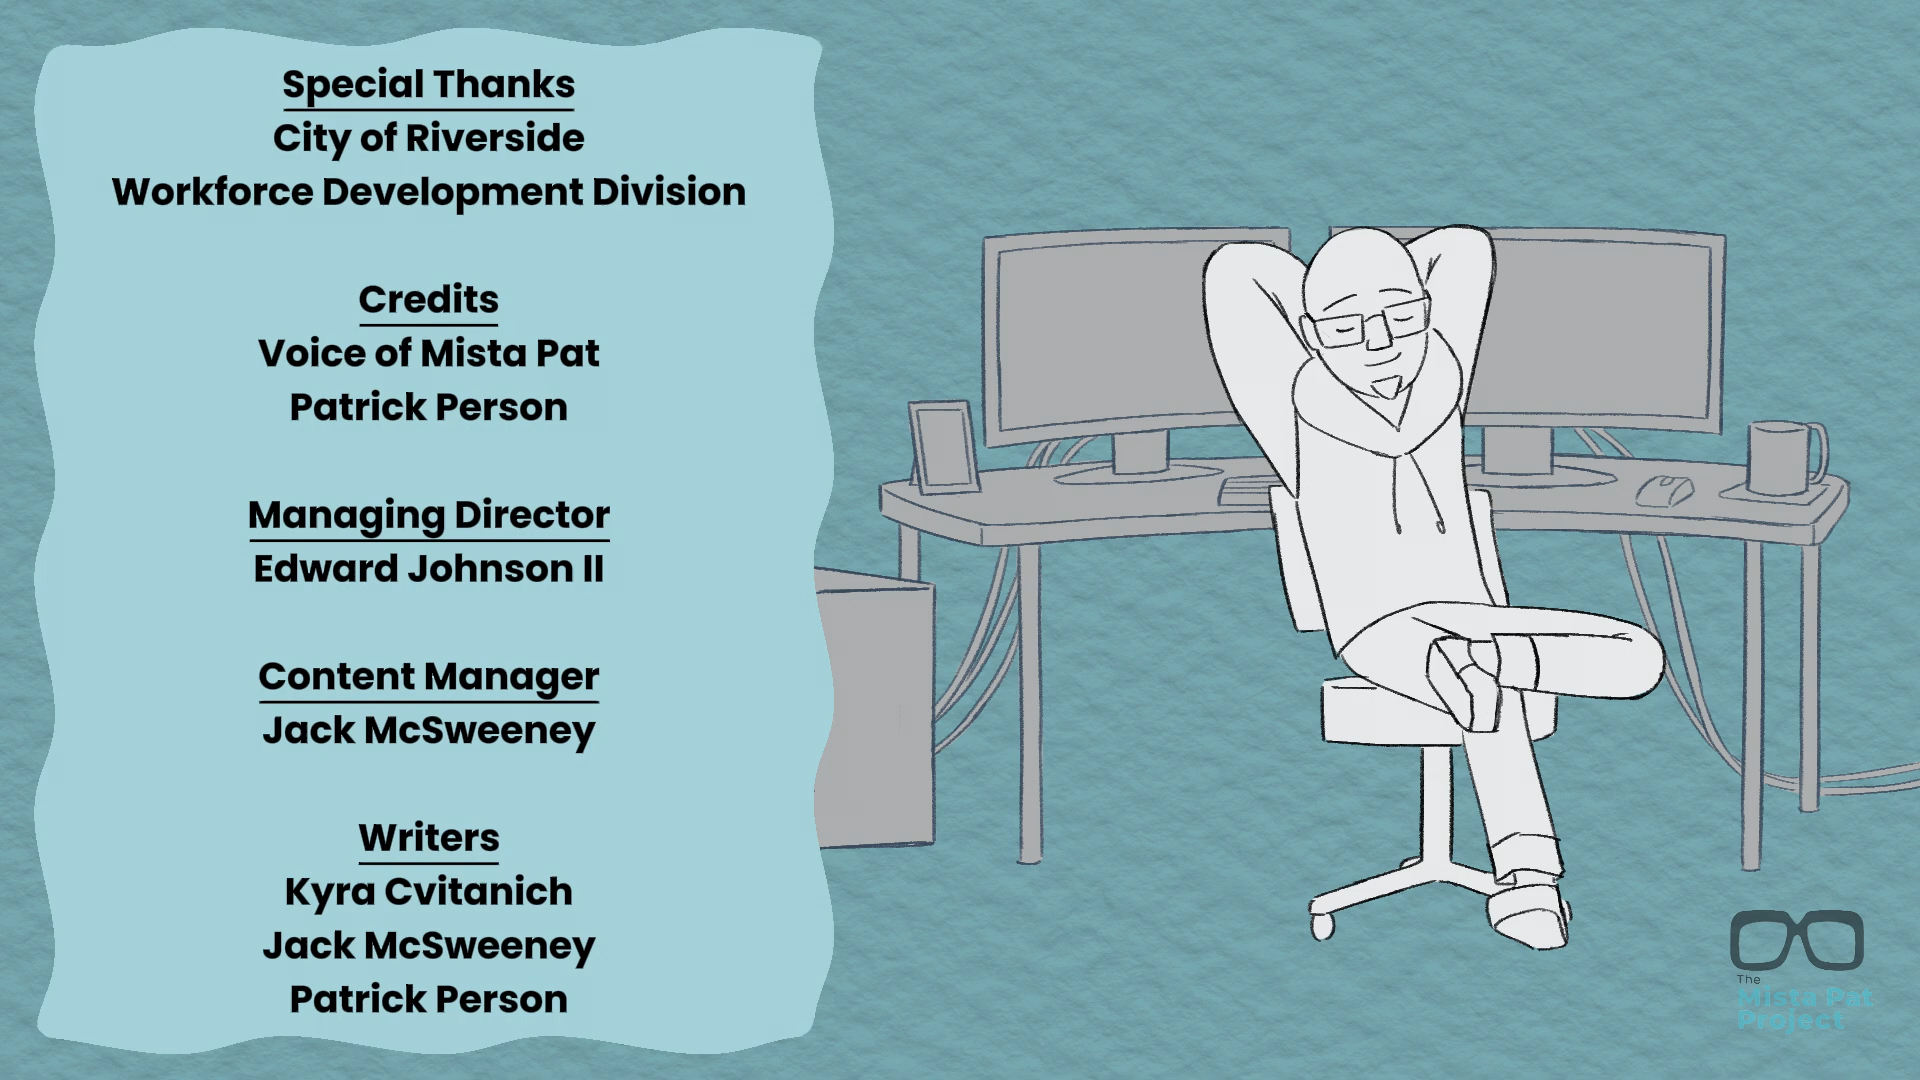 Special Thanks
City of Riverside
Workforce Development Division
Credits
Voice of Mista Pat
Patrick Person
Managing Director
Edward Johnson II
Content Manager
Jack McSweeney
Writers
Kyra Cvitanich
Jack McSweeney
Patrick Person
The
Mista Pat
Project